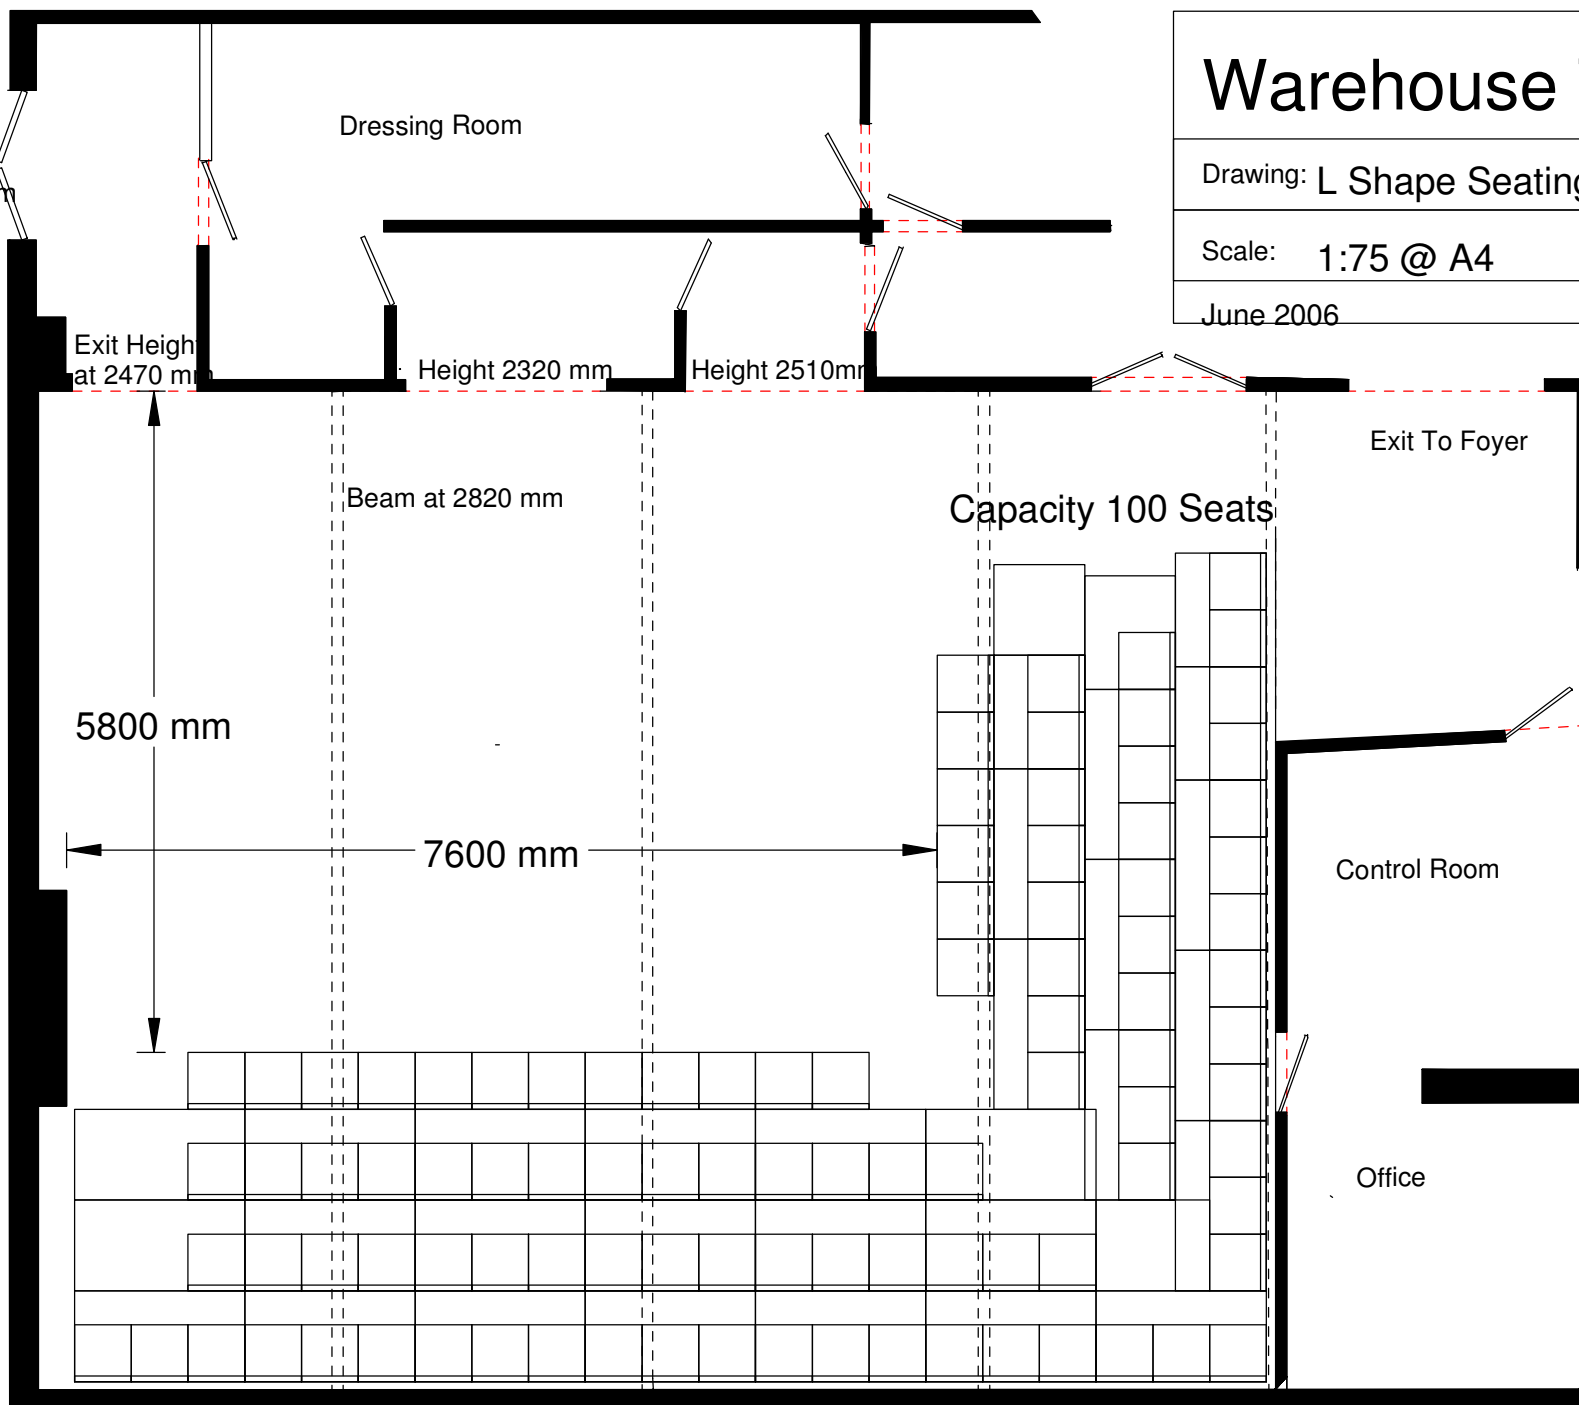 Warehouse
Dressing Room
Drawing: L Shape Seating
Scale: 1:75 @ A4
June 2006
Exit Height
at 2470 mm
Height 2320 mm
Height 2510mm
Exit To Foyer
Beam at 2820 mm
Capacity 100 Seats
5800 mm
7600 mm
Control Room
Office